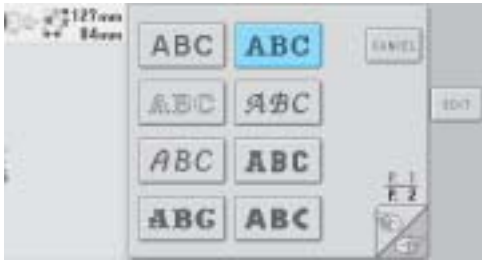 127mm
84mm
ABC ABC CANCEL
ABC ABC EDIT
ABC ABC
P. 1
P. 2
ABC ABC